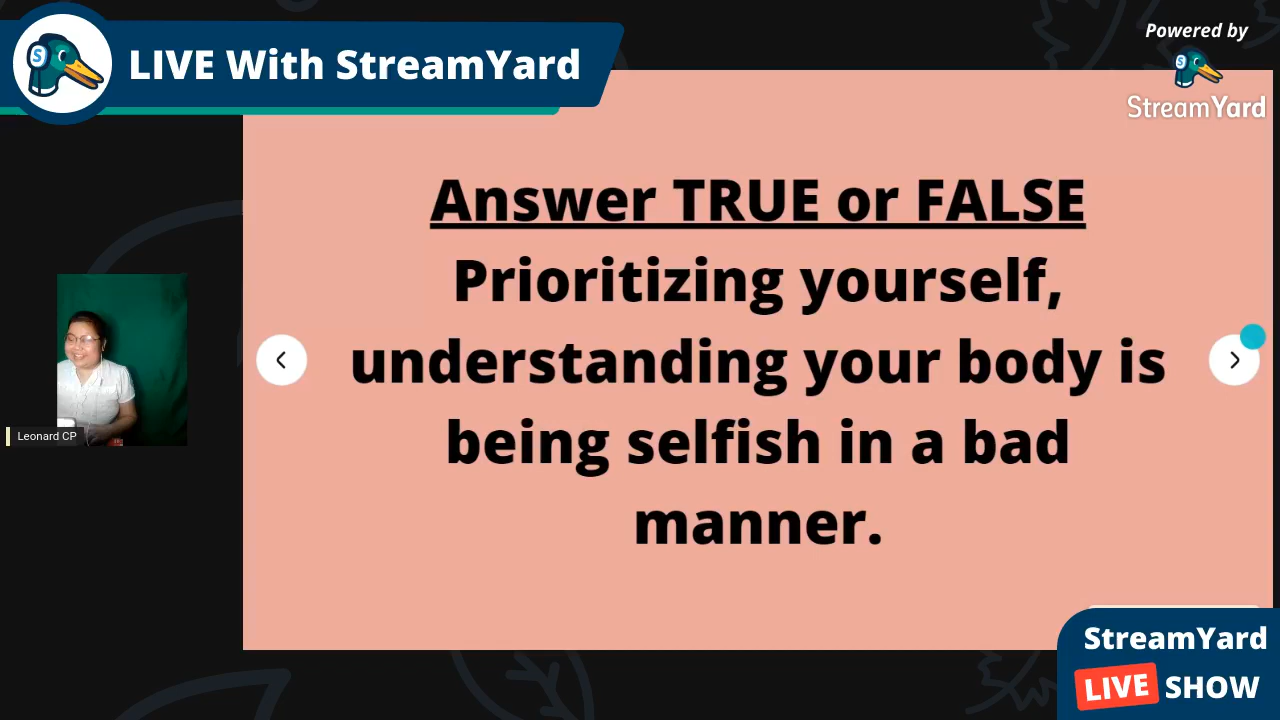 LIVE With StreamYard
Powered by
StreamYard
Answer TRUE or FALSE
Prioritizing yourself,
understanding your body is
being selfish in a bad
manner.
Leonard CP
StreamYard
LIVE SHOW